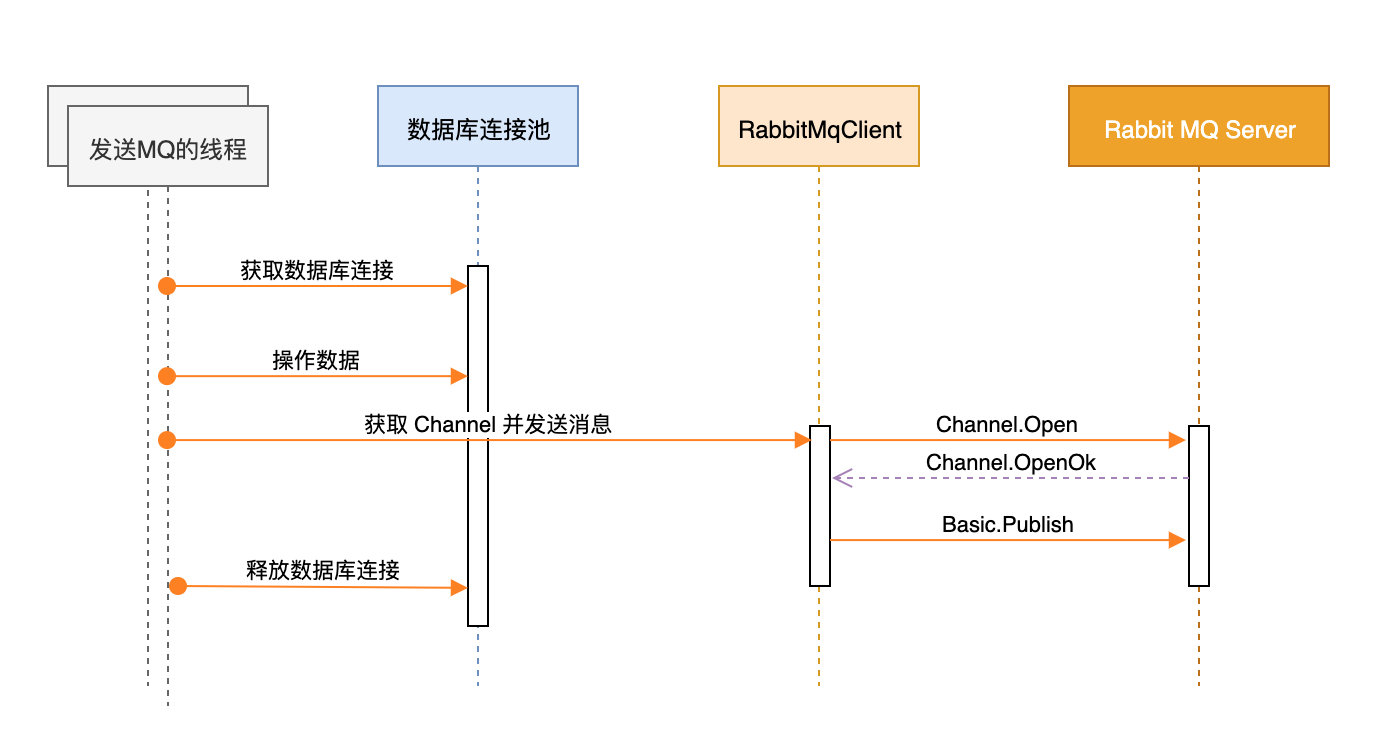 发送MQ的线程
数据库连接池
RabbitMqClient
Rabbit MQ Server
获取数据库连接
操作数据
获取 Channel 并发送消息
Channel.Open
Channel.OpenOk
Basic.Publish
释放数据库连接